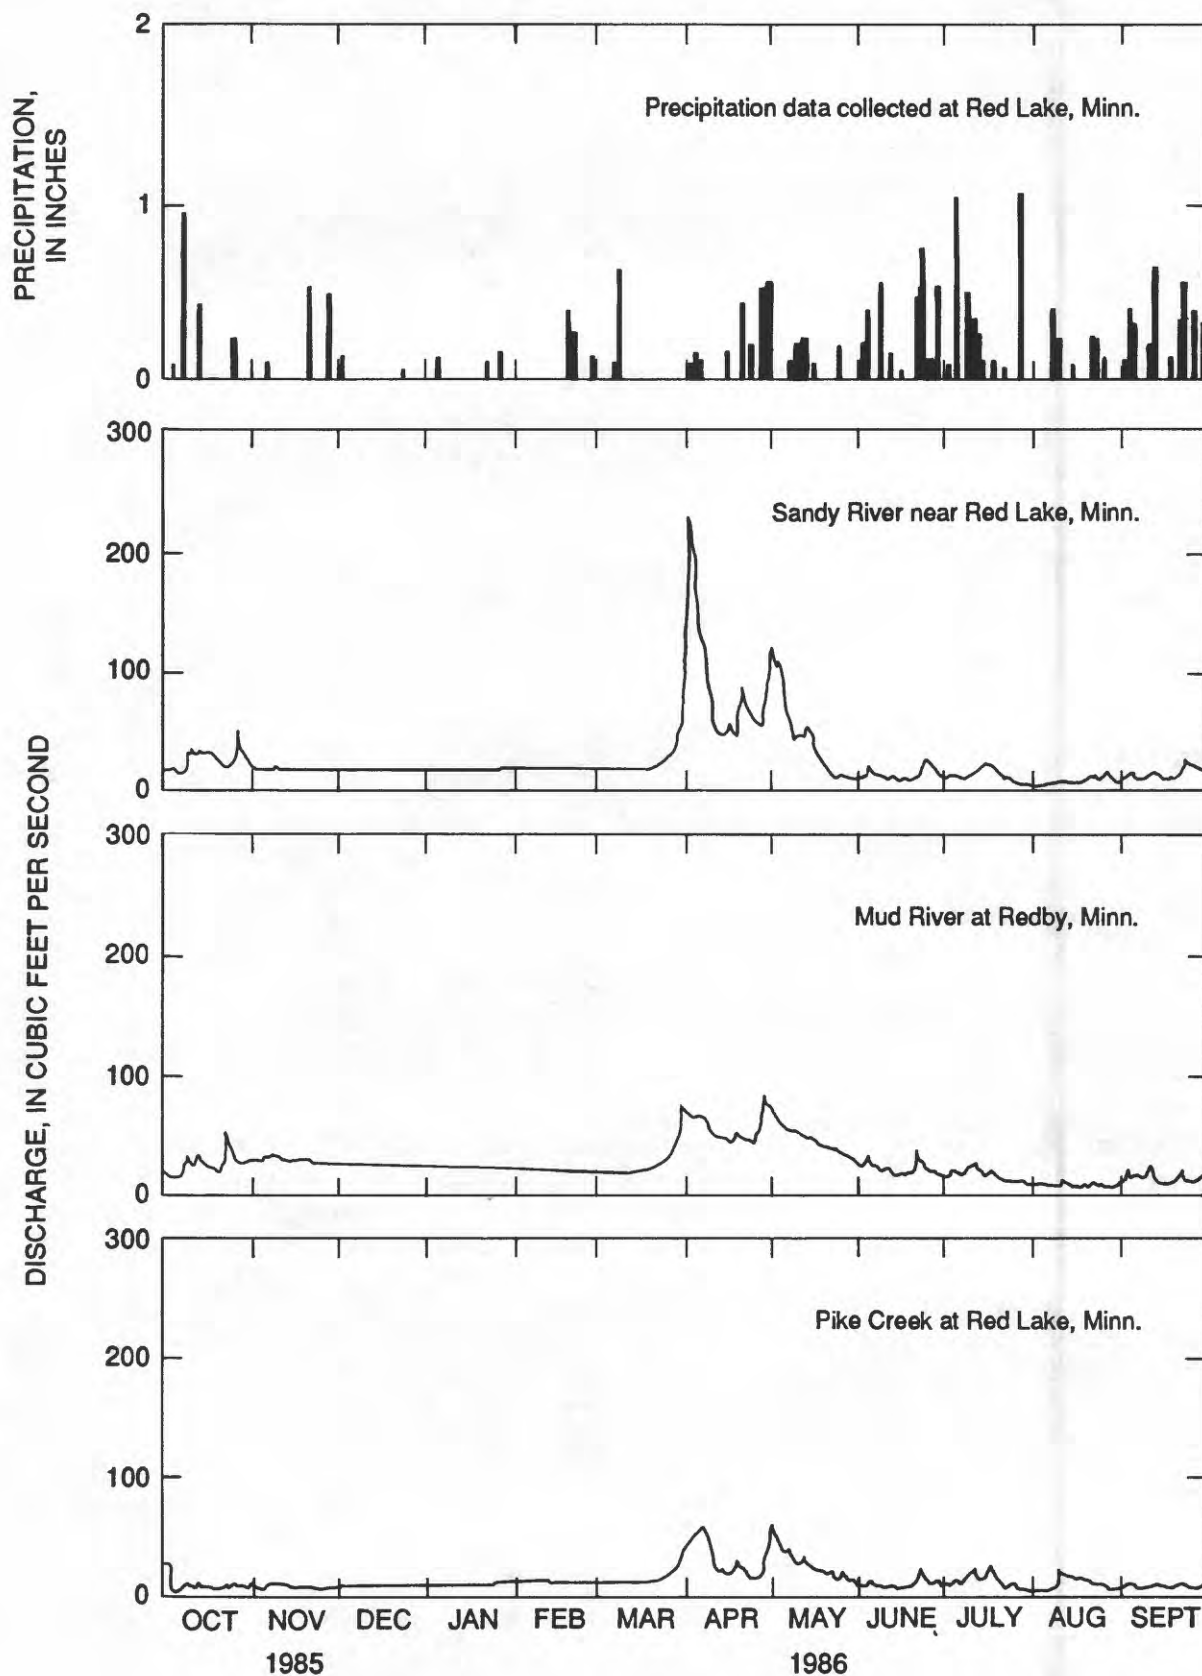 PRECIPITATION,
IN INCHES
2
1
0
Precipitation data collected at Red Lake, Minn.
DISCHARGE, IN CUBIC FEET PER SECOND
300
200
100
0
Sandy River near Red Lake, Minn.
300
200
100
0
Mud River at Redby, Minn.
300
200
100
0
Pike Creek at Red Lake, Minn.
OCT NOV DEC JAN FEB MAR APR MAY JUNE JULY AUG SEPT
1985 1986